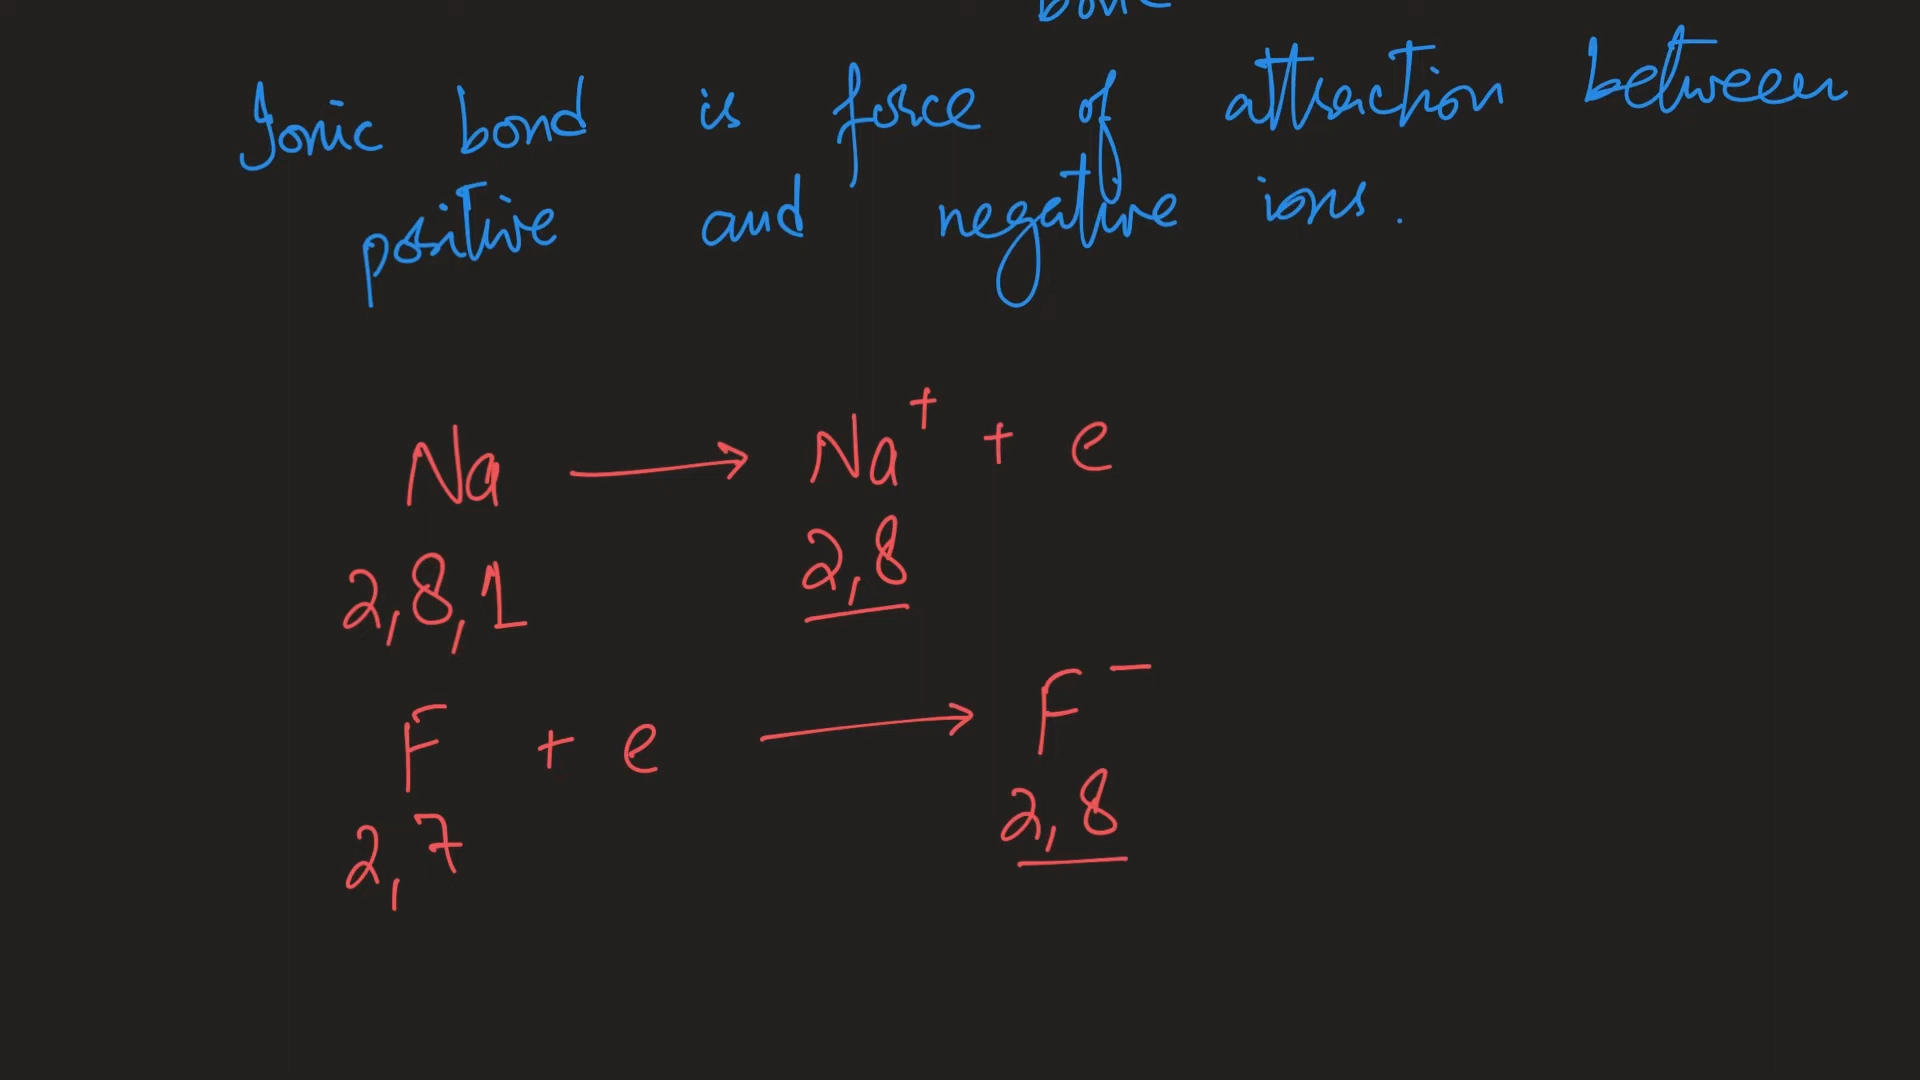 Ionic bond is force of attraction between
positive and negative ions.
Na ⟶ Na⁺ + e
2,8,1 2,8
F + e ⟶ F⁻
2,7 2,8